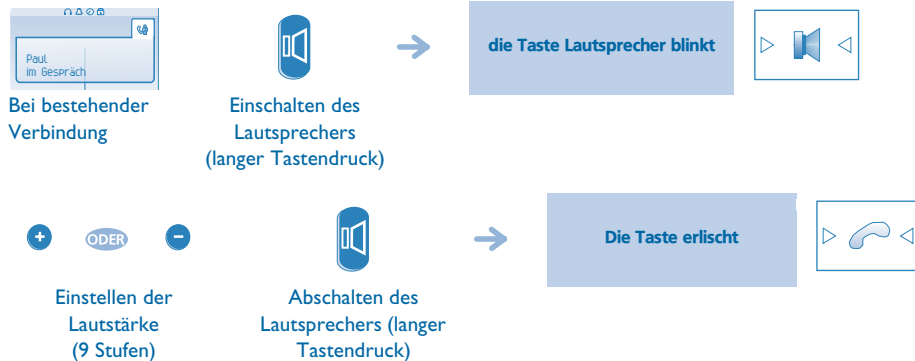 Paul
im Gespräch
Bei bestehender
Verbindung
Einschalten des
Lautsprechers
(langer Tastendruck)
die Taste Lautsprecher blinkt
ODER
Einstellen der
Lautstärke
(9 Stufen)
Abschalten des
Lautsprechers (langer
Tastendruck)
Die Taste erlischt